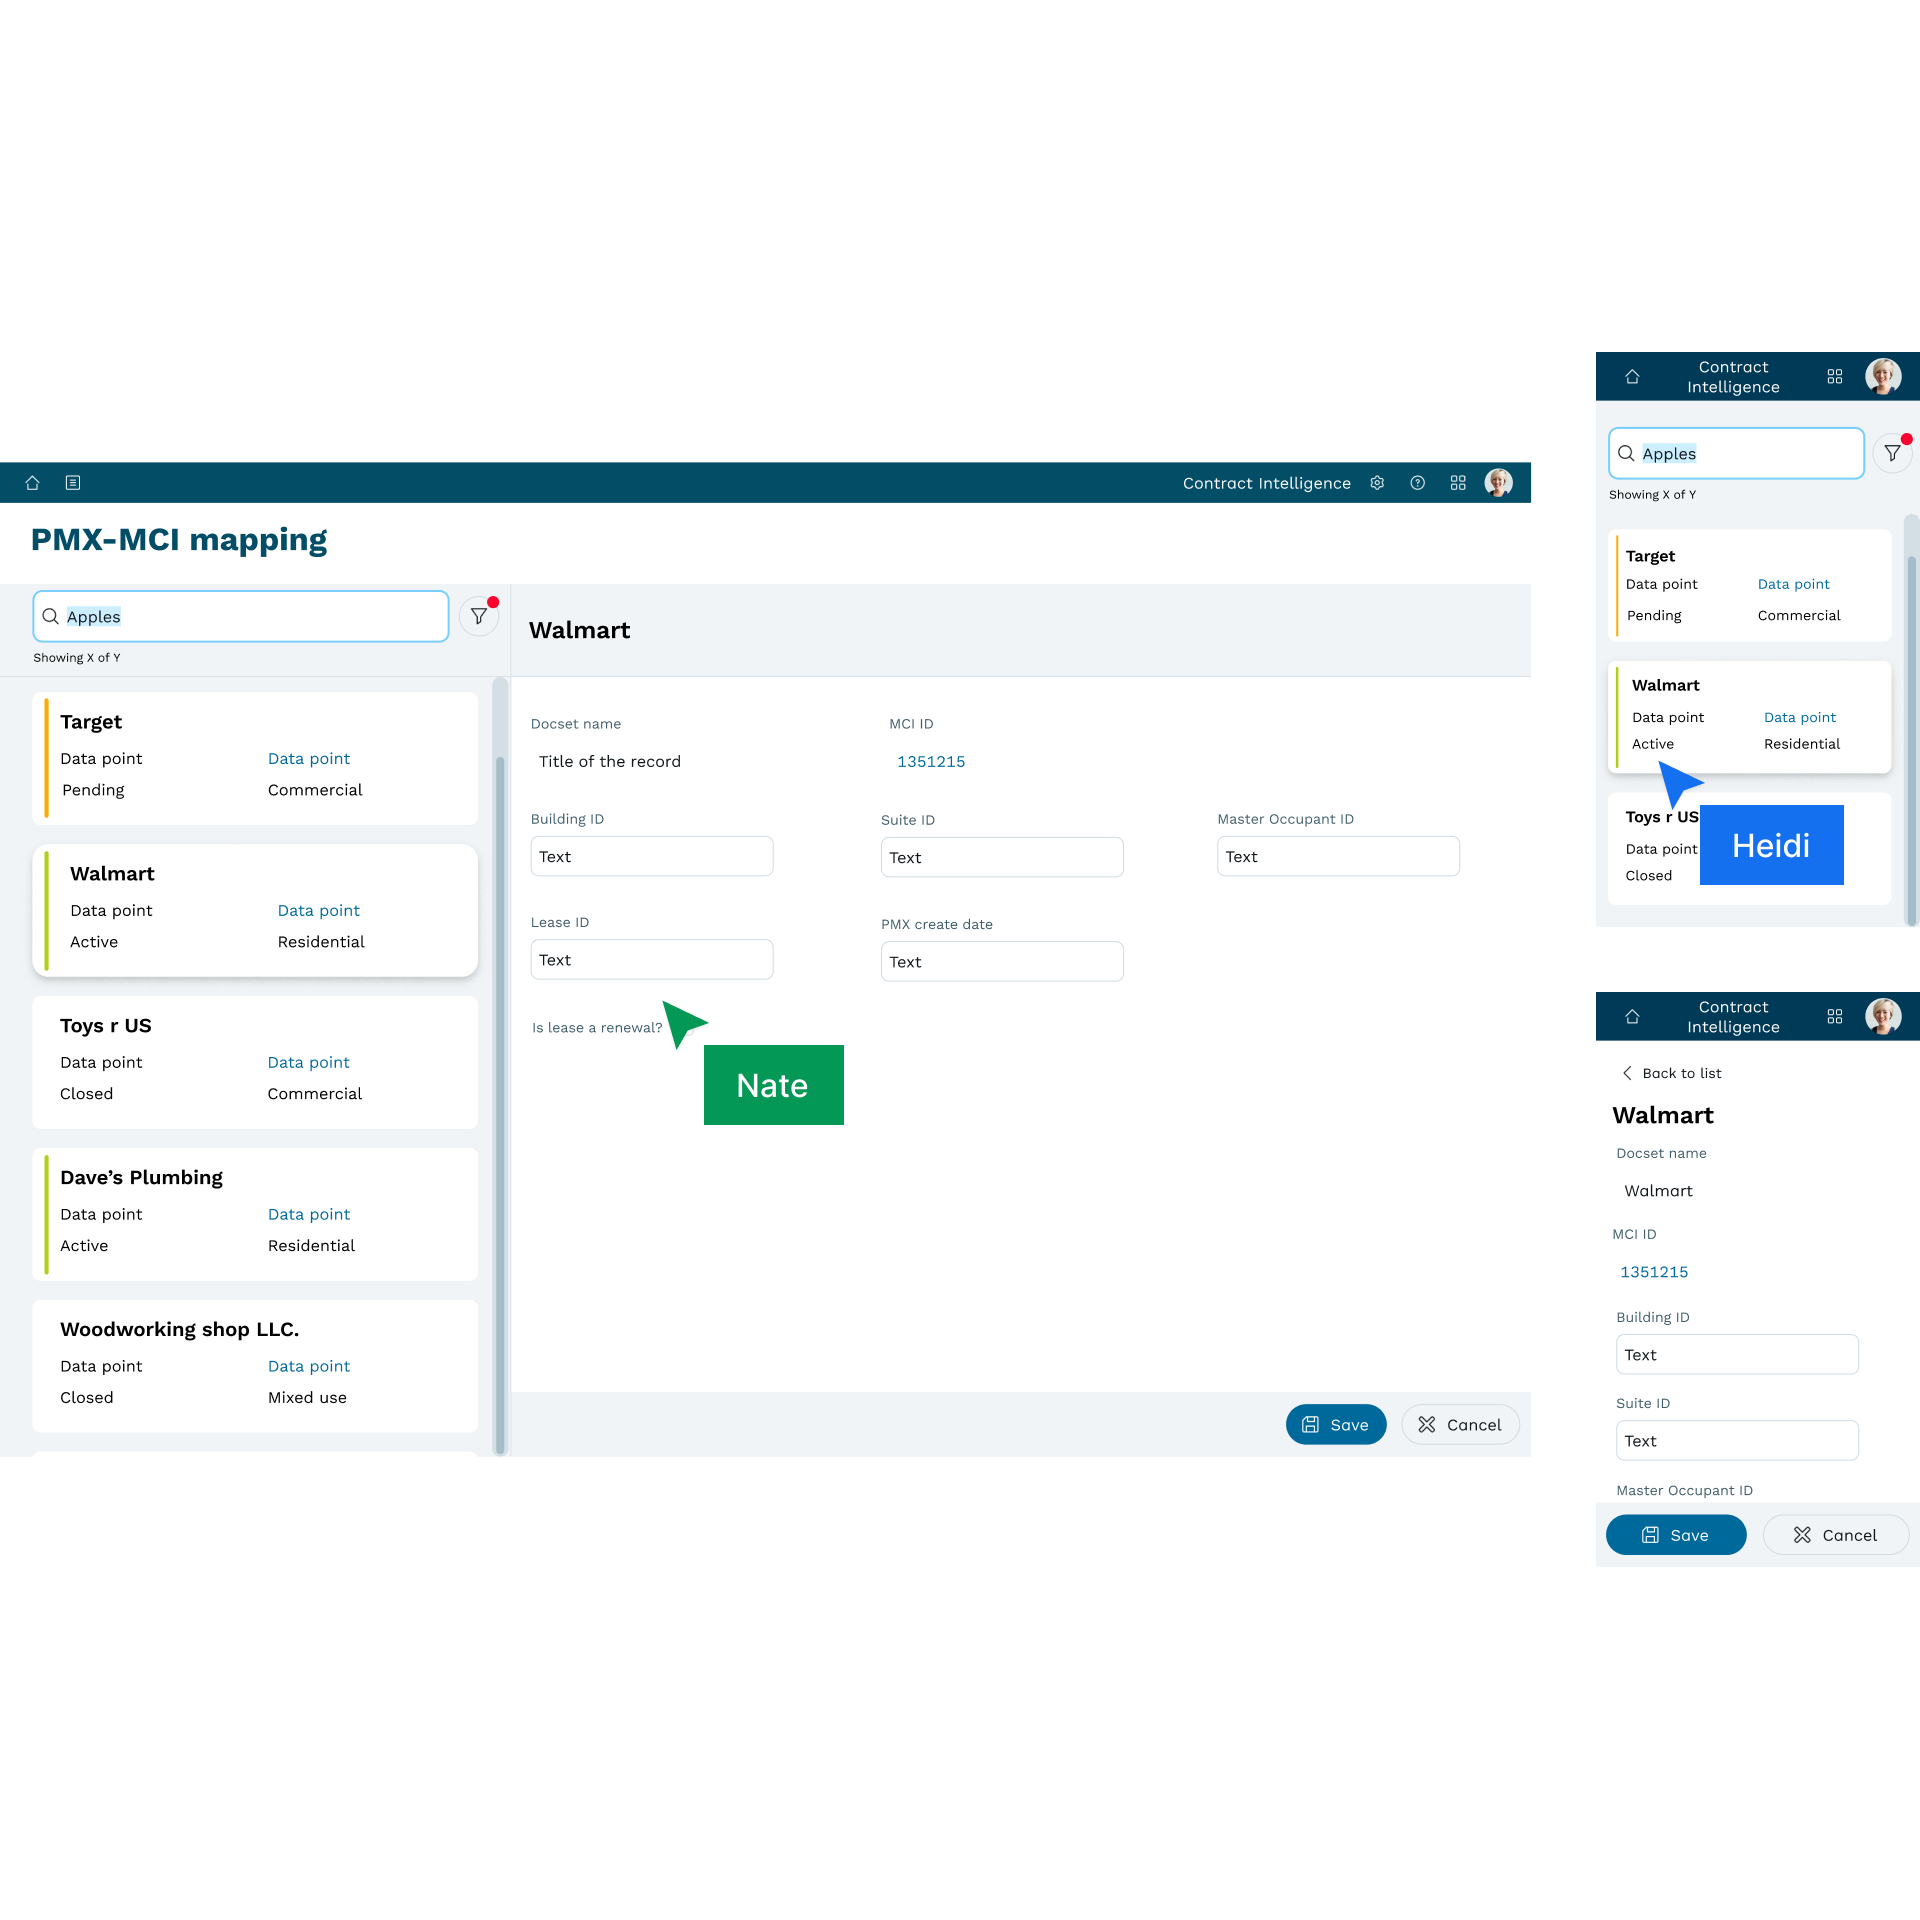 Contract Intelligence
PMX-MCI mapping
Apples
Showing X of Y
Target
Data point Data point
Pending Commercial
Walmart
Data point Data point
Active Residential
Toys r US
Data point Data point
Closed Commercial
Dave’s Plumbing
Data point Data point
Active Residential
Woodworking shop LLC.
Data point Data point
Closed Mixed use
Walmart
Docset name MCI ID
Title of the record 1351215
Building ID Suite ID Master Occupant ID
Text Text Text
Lease ID PMX create date
Text Text
Is lease a renewal?
Nate
Save Cancel
Contract
Intelligence
Apples
Showing X of Y
Target
Data point Data point
Pending Commercial
Walmart
Data point Data point
Active Residential
Toys r US
Data point
Closed
Heidi
Contract
Intelligence
Back to list
Walmart
Docset name
Walmart
MCI ID
1351215
Building ID
Text
Suite ID
Text
Master Occupant ID
Save Cancel